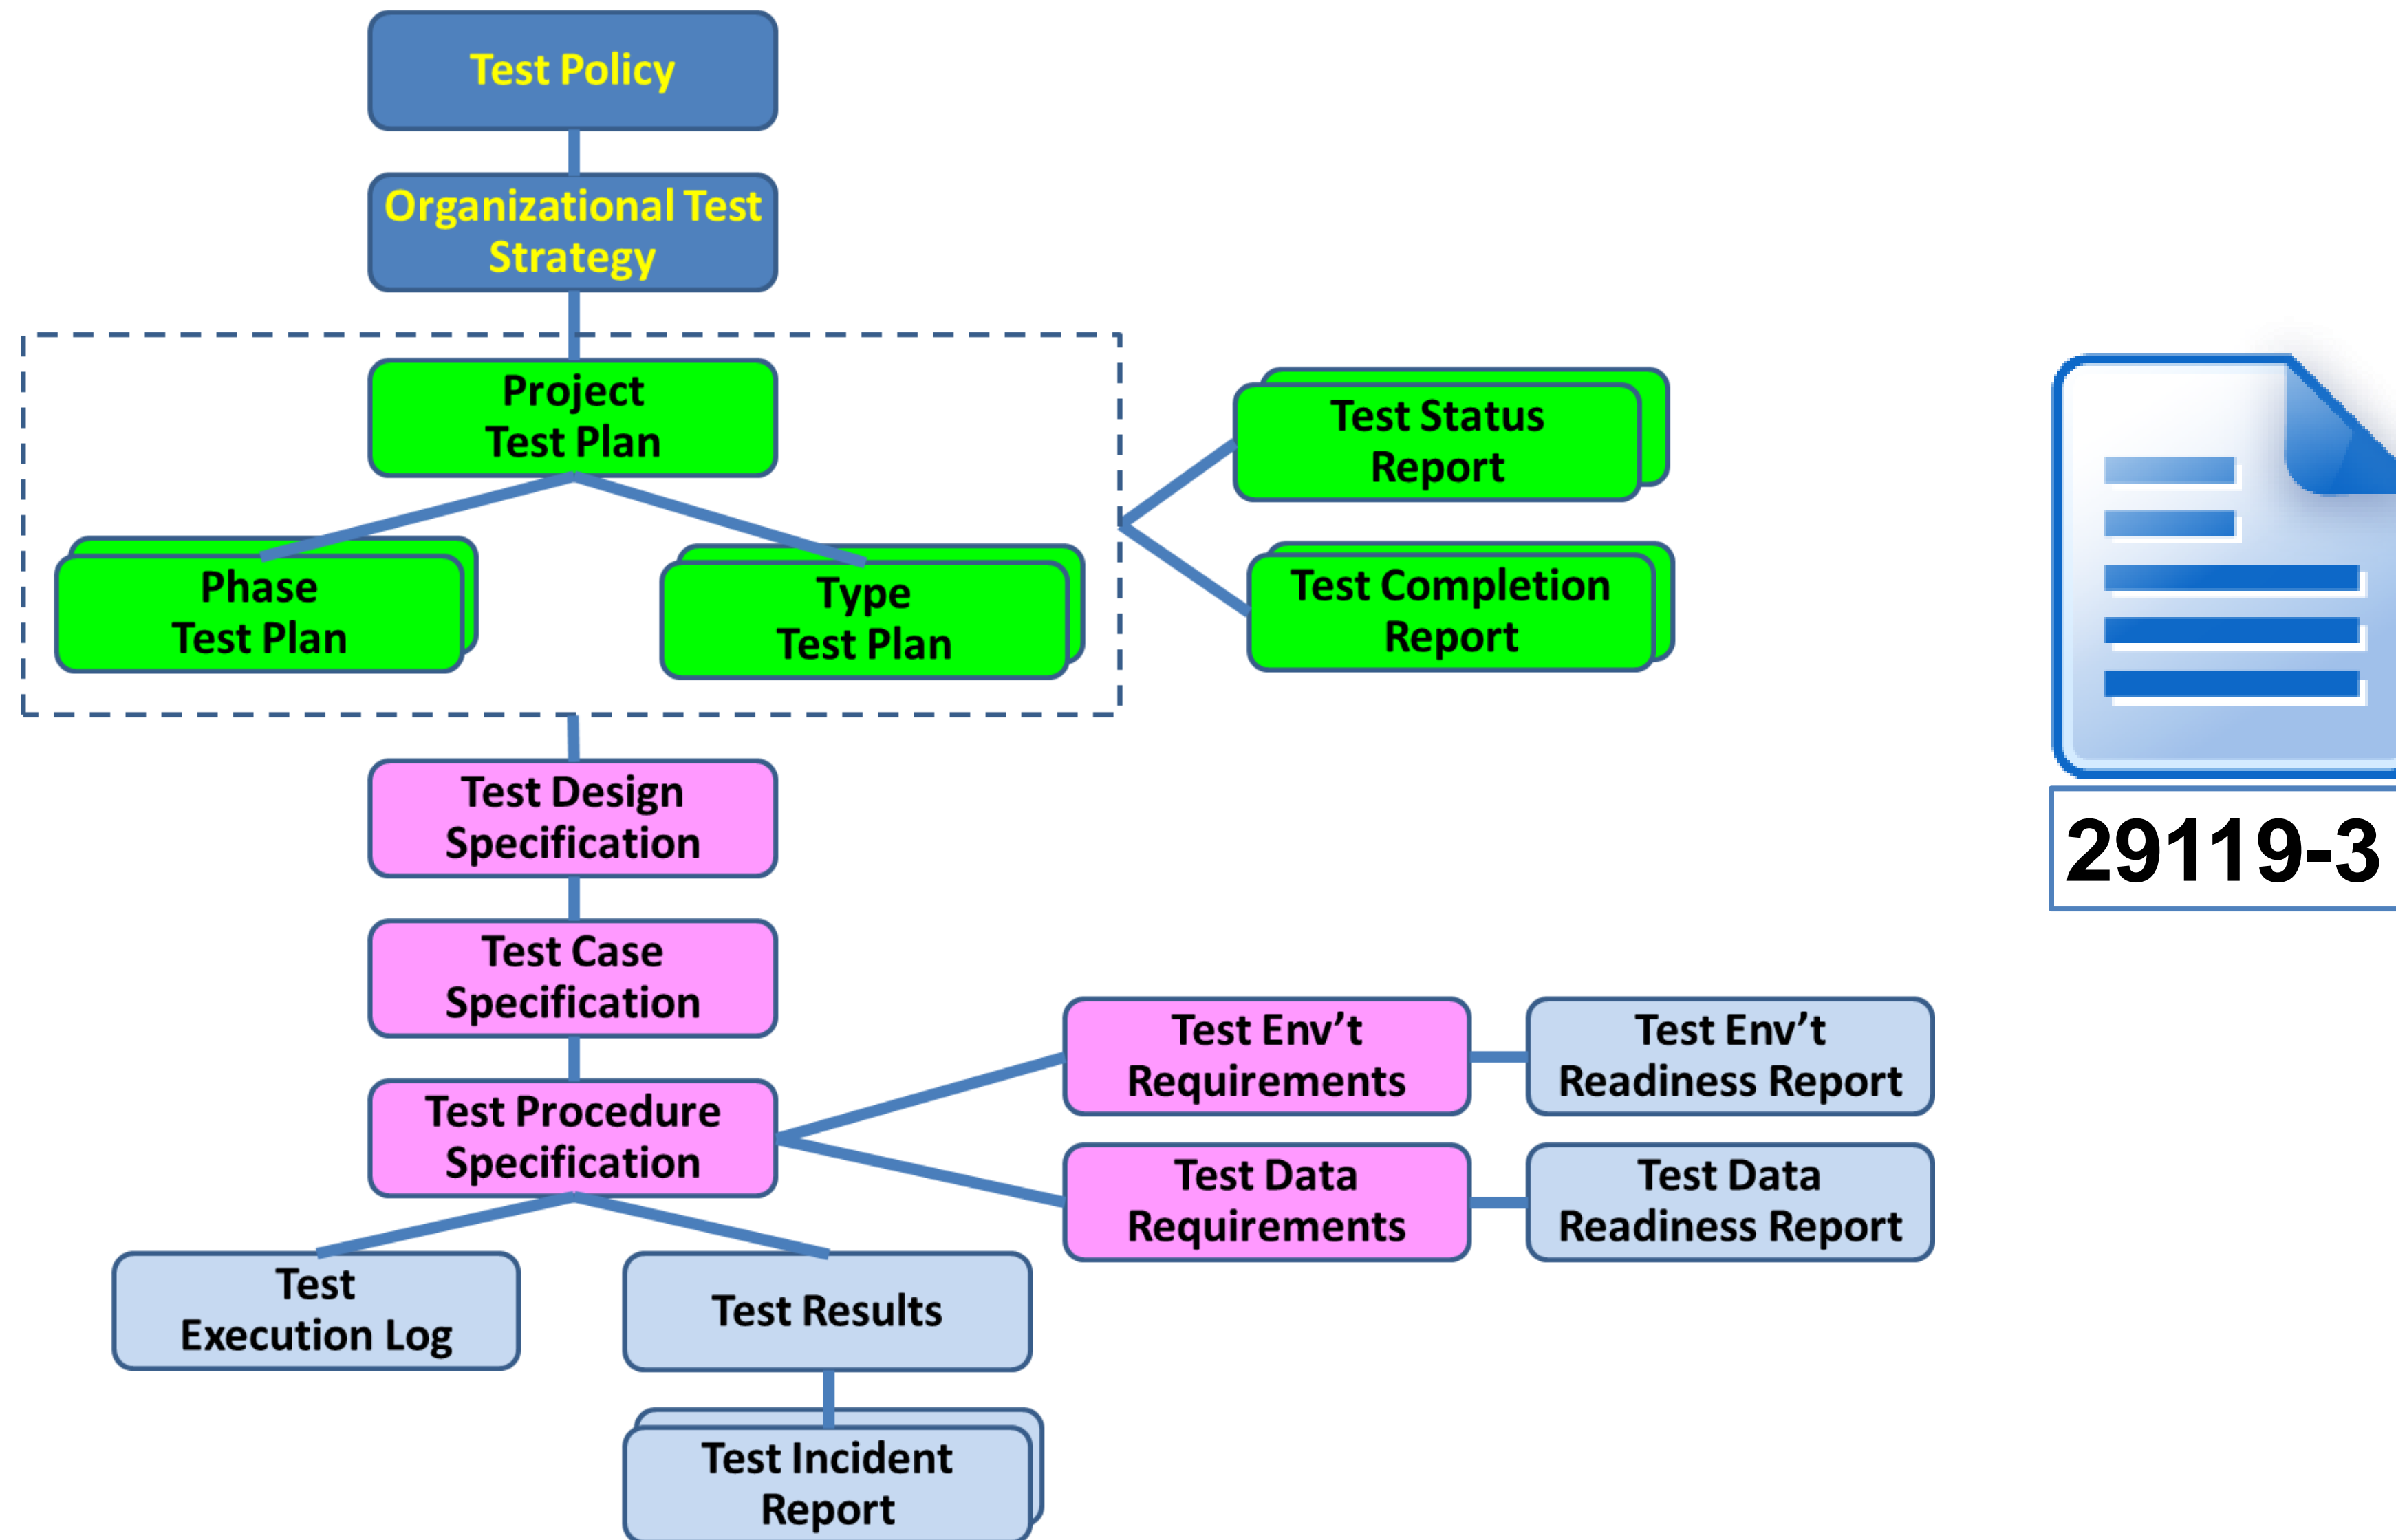 Test Policy
Organizational Test
Strategy
Project
Test Plan
Test Status
Report
Phase
Test Plan
Type
Test Plan
Test Completion
Report
Test Design
Specification
29119-3
Test Case
Specification
Test Env’t
Requirements
Test Env’t
Readiness Report
Test Procedure
Specification
Test Data
Requirements
Test Data
Readiness Report
Test
Execution Log
Test Results
Test Incident
Report